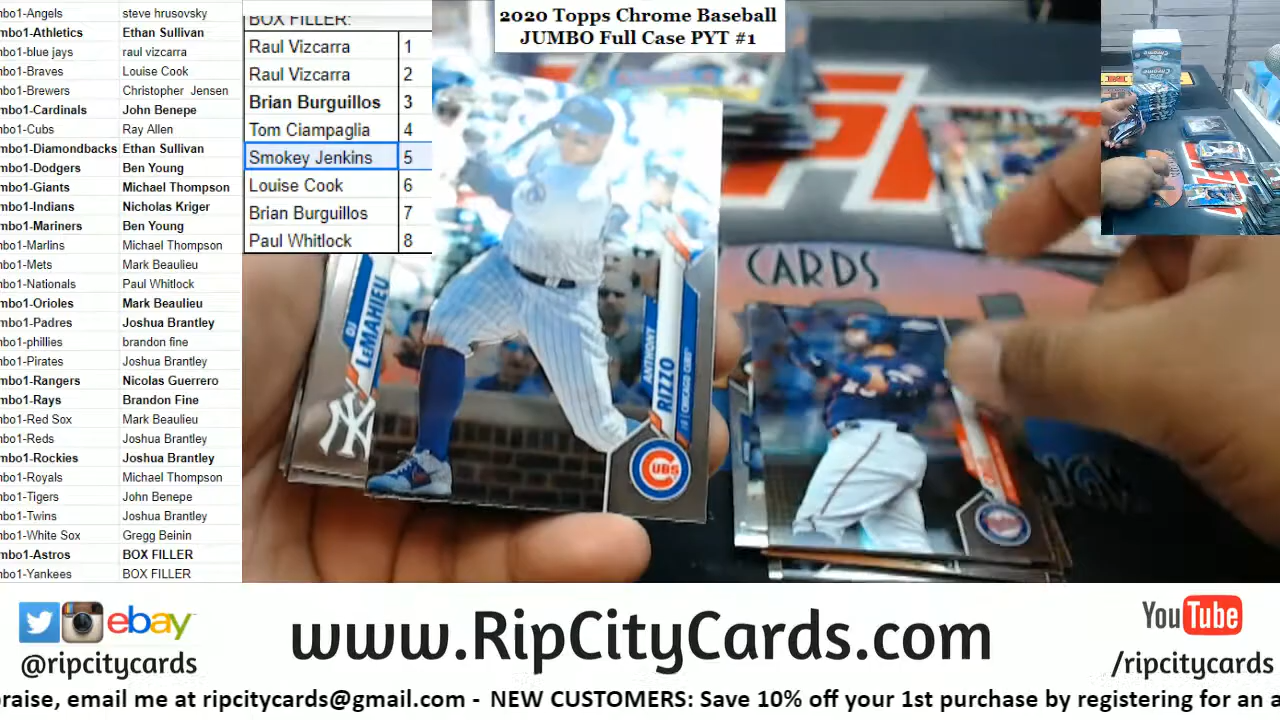 mbo1-Angels steve hrusovsky
mbo1-Athletics Ethan Sullivan
mbo1-blue jays raul vizcarra
mbo1-Braves Louise Cook
mbo1-Brewers Christopher Jensen
mbo1-Cardinals John Benepe
mbo1-Cubs Ray Allen
mbo1-Diamondbacks Ethan Sullivan
mbo1-Dodgers Ben Young
mbo1-Giants Michael Thompson
mbo1-Indians Nicholas Kriger
mbo1-Mariners Ben Young
mbo1-Marlins Michael Thompson
mbo1-Mets Mark Beaulieu
mbo1-Nationals Paul Whitlock
mbo1-Orioles Mark Beaulieu
mbo1-Padres Joshua Brantley
mbo1-phillies brandon fine
mbo1-Pirates Joshua Brantley
mbo1-Rangers Nicolas Guerrero
mbo1-Rays Brandon Fine
mbo1-Red Sox Mark Beaulieu
mbo1-Reds Joshua Brantley
mbo1-Rockies Joshua Brantley
mbo1-Royals Michael Thompson
mbo1-Tigers John Benepe
mbo1-Twins Joshua Brantley
mbo1-White Sox Gregg Beinin
mbo1-Astros BOX FILLER
mbo1-Yankees BOX FILLER
BOX FILLER:
Raul Vizcarra 1
Raul Vizcarra 2
Brian Burguillos 3
Tom Ciampaglia 4
Smokey Jenkins 5
Louise Cook 6
Brian Burguillos 7
Paul Whitlock 8
2020 Topps Chrome Baseball
JUMBO Full Case PYT #1
CARDS
DJ
LEMAHIEU
NY
ANTHONY
RIZZO
CHICAGO CUBS
CUBS
ebay
@ripcitycards
www.RipCityCards.com
YouTube
/ripcitycards
raise, email me at ripcitycards@gmail.com - NEW CUSTOMERS: Save 10% off your 1st purchase by registering for an a